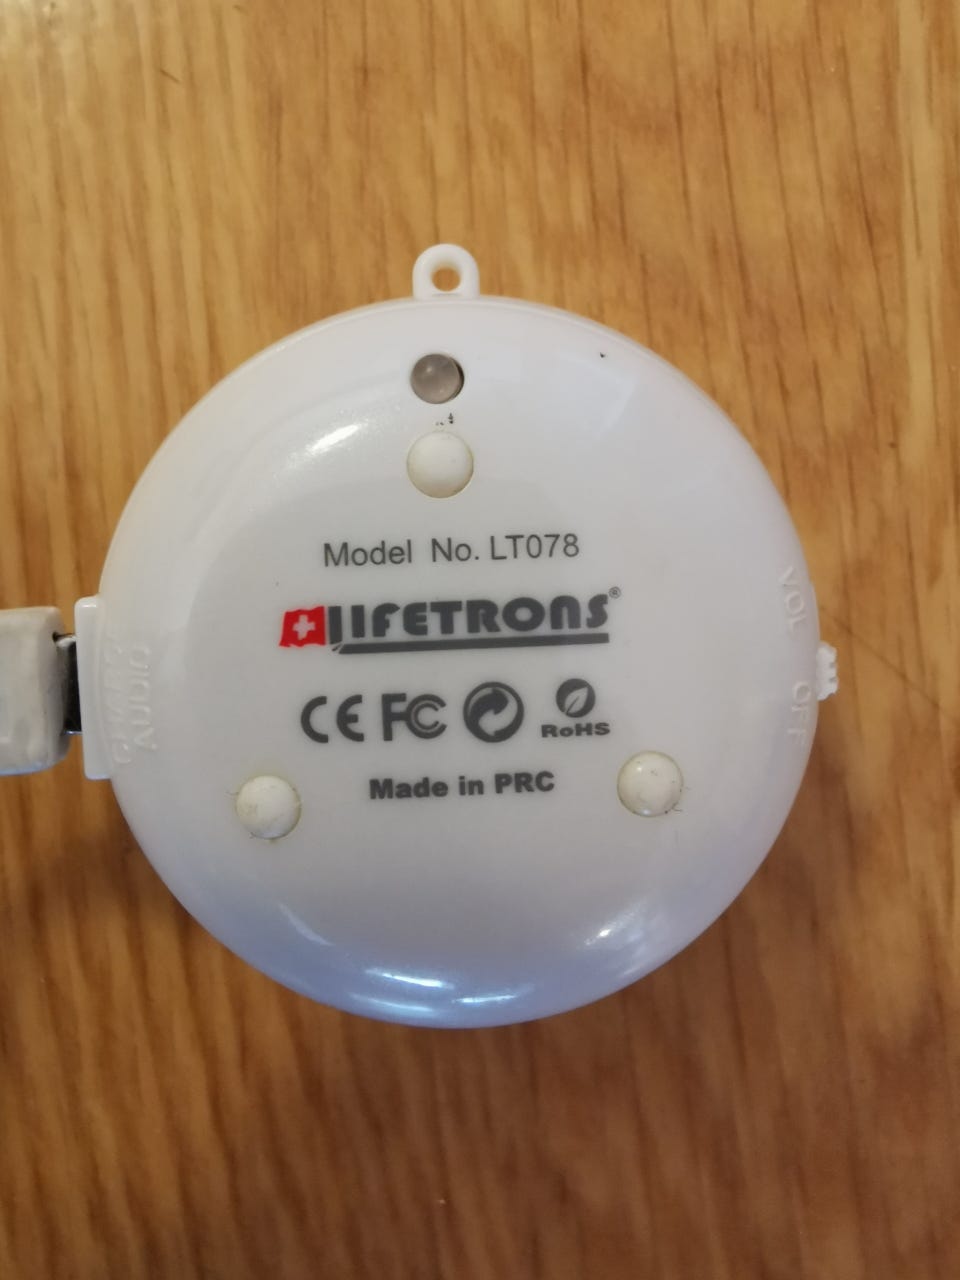 Model No. LT078
LIFETRONS®
CE FC
RoHS
Made in PRC
VOL
OFF
CHARGE
AUDIO